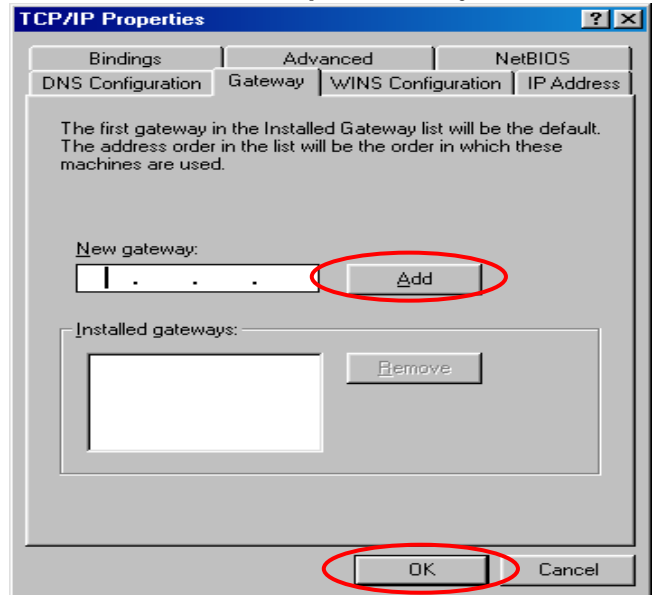 TCP/IP Properties
Bindings Advanced NetBIOS
DNS Configuration Gateway WINS Configuration IP Address
The first gateway in the Installed Gateway list will be the default.
The address order in the list will be the order in which these
machines are used.
New gateway:
. . . Add
Installed gateways:
Remove
OK Cancel